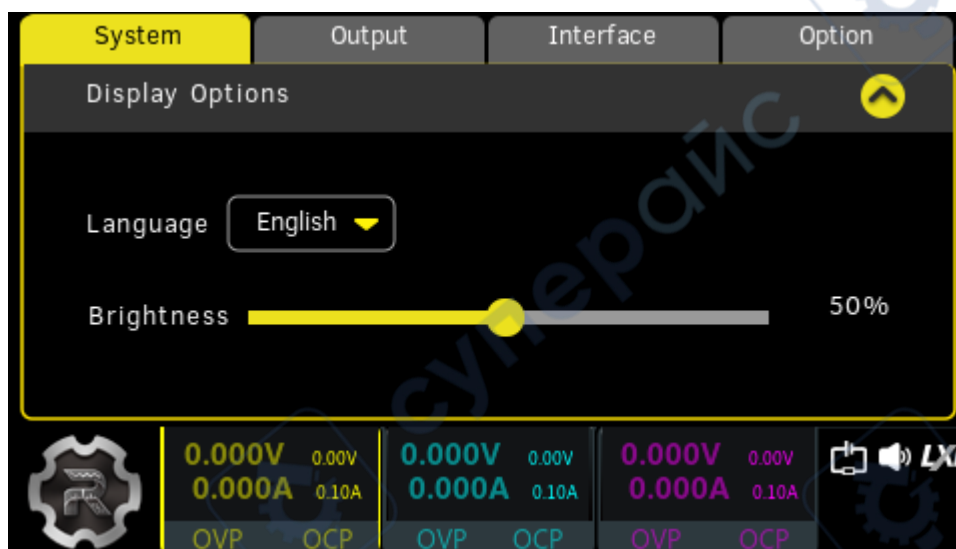 System Output Interface Option
Display Options
Language English
Brightness 50%
0.000V 0.00V 0.000V 0.00V 0.000V 0.00V
0.000A 0.10A 0.000A 0.10A 0.000A 0.10A
OVP OCP OVP OCP OVP OCP
LXI
суперайс